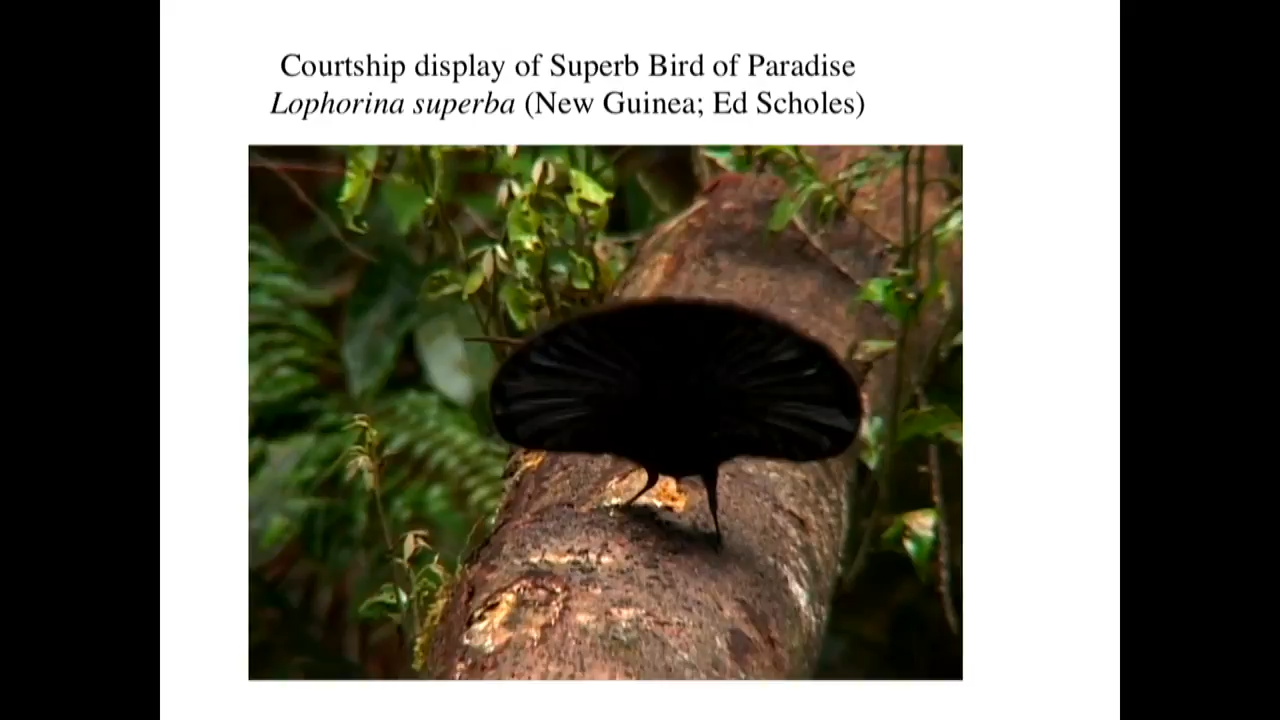 Courtship display of Superb Bird of Paradise
Lophorina superba (New Guinea; Ed Scholes)